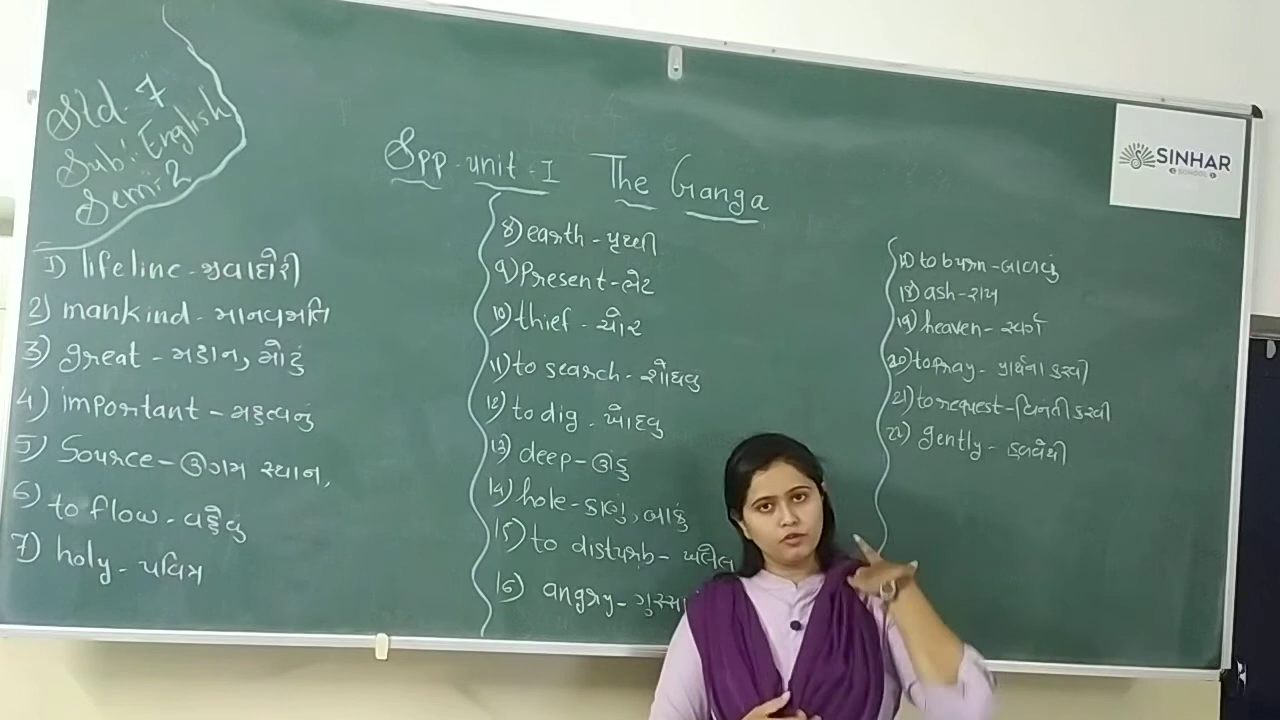 Std. 7
Sub: English
Sem: 2
Spp-unit-I The Ganga
1) lifeline - જીવાદોરી
2) mankind - માનવજાતિ
3) great - મહાન, મોટું
4) important - મહત્વનું
5) Source - ઊગમ સ્થાન,
6) to flow - વહેવું
7) holy - પવિત્ર
8) earth - પૃથ્વી
9) Present - ભેટ
10) thief - ચોર
11) to search - શોધવુ
12) to dig - ખોદવુ
13) deep - ઊંડુ
14) hole - કાણું, બાકું
15) to disturb - ખલેલ
16) angry - ગુસ્સા
to burn - બાળવું
18) ash - રાખ
19) heaven - સ્વર્ગ
20) to pray - પ્રાર્થના કરવી
21) to request - વિનંતી કરવી
22) gently - હળવેથી
SINHAR
SCHOOL